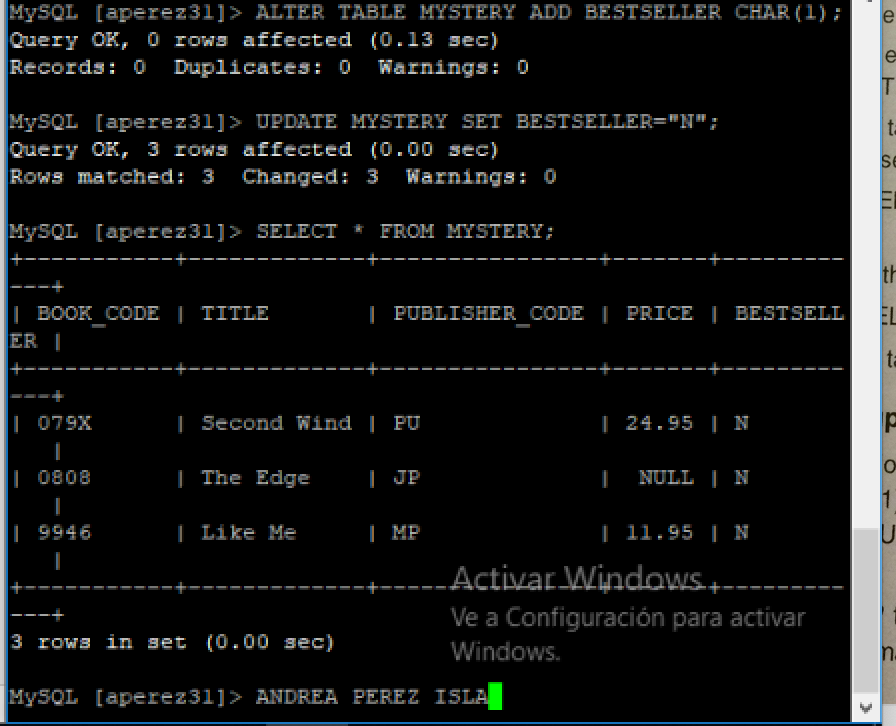 MySQL [aperez31]> ALTER TABLE MYSTERY ADD BESTSELLER CHAR(1);
Query OK, 0 rows affected (0.13 sec)
Records: 0  Duplicates: 0  Warnings: 0
MySQL [aperez31]> UPDATE MYSTERY SET BESTSELLER="N";
Query OK, 3 rows affected (0.00 sec)
Rows matched: 3  Changed: 3  Warnings: 0
MySQL [aperez31]> SELECT * FROM MYSTERY;
+-----------+-------------+----------------+-------+---------
---+
| BOOK_CODE | TITLE       | PUBLISHER_CODE | PRICE | BESTSELL
ER |
+-----------+-------------+----------------+-------+---------
---+
| 079X      | Second Wind | PU             | 24.95 | N
   |
| 0808      | The Edge    | JP             |  NULL | N
   |
| 9946      | Like Me     | MP             | 11.95 | N
   |
+-----------+-------------+----------------+-------+---------
---+
3 rows in set (0.00 sec)
MySQL [aperez31]> ANDREA PEREZ ISLA
Activar Windows
Ve a Configuración para activar
Windows.